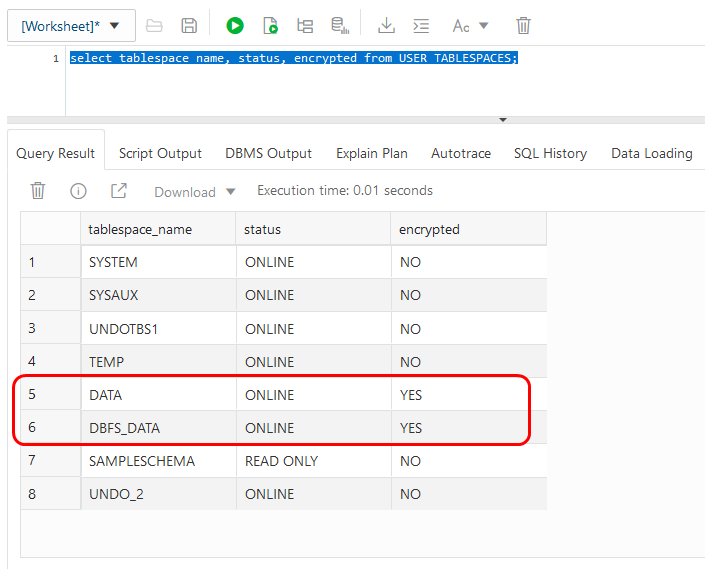 [Worksheet]*
Ac
1 select tablespace name, status, encrypted from USER TABLESPACES;
Query Result Script Output DBMS Output Explain Plan Autotrace SQL History Data Loading
Download Execution time: 0.01 seconds
tablespace_name status encrypted
1 SYSTEM ONLINE NO
2 SYSAUX ONLINE NO
3 UNDOTBS1 ONLINE NO
4 TEMP ONLINE NO
5 DATA ONLINE YES
6 DBFS_DATA ONLINE YES
7 SAMPLESCHEMA READ ONLY NO
8 UNDO_2 ONLINE NO